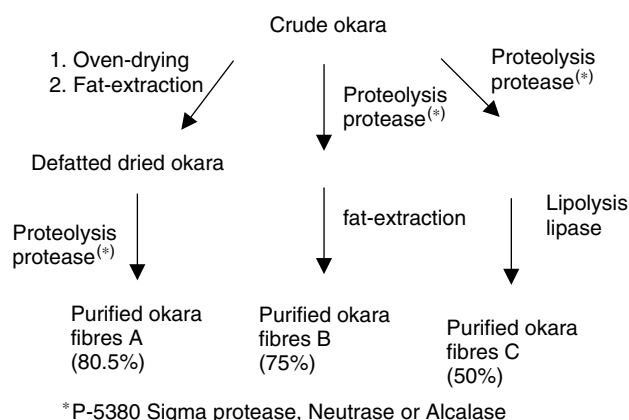 Crude okara
1. Oven-drying
2. Fat-extraction
Proteolysis
protease(*)
Proteolysis
protease(*)
Defatted dried okara
Proteolysis
protease(*)
fat-extraction
Lipolysis
lipase
Purified okara
fibres A
(80.5%)
Purified okara
fibres B
(75%)
Purified okara
fibres C
(50%)
*P-5380 Sigma protease, Neutrase or Alcalase